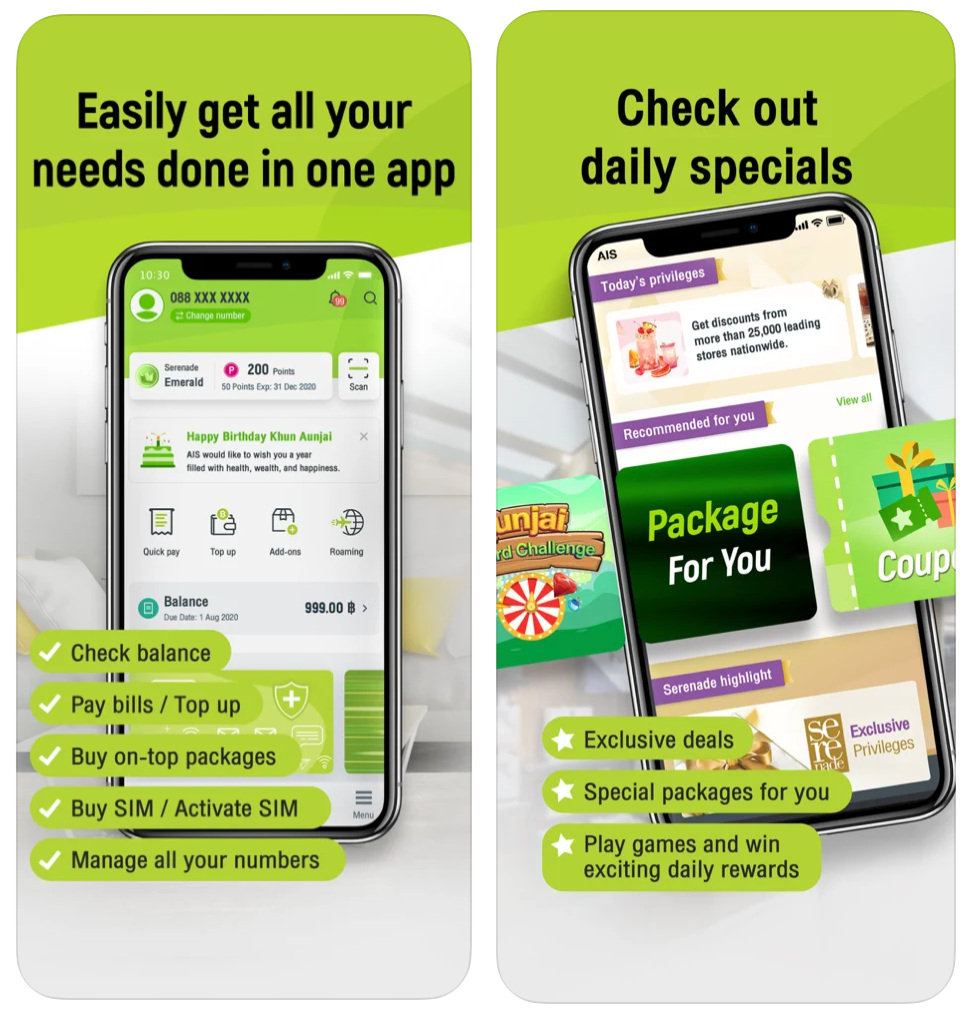 Easily get all your
needs done in one app
10:30
088 XXX XXXX
Change number
99
Serenade
Emerald
P
200 Points
50 Points Exp: 31 Dec 2020
Scan
Happy Birthday Khun Aunjai
AIS would like to wish you a year
filled with health, wealth, and happiness.
Quick pay
Top up
Add-ons
Roaming
Balance
Due Date: 1 Aug 2020
999.00 ฿
Check balance
Pay bills / Top up
Buy on-top packages
Buy SIM / Activate SIM
Menu
Manage all your numbers
Check out
daily specials
AIS
Today's privileges
Get discounts from
more than 25,000 leading
stores nationwide.
Recommended for you
View all
unjai
rd Challenge
Package
For You
Coup
Serenade highlight
se
re
nade
Exclusive
Privileges
Exclusive deals
Special packages for you
Play games and win
exciting daily rewards